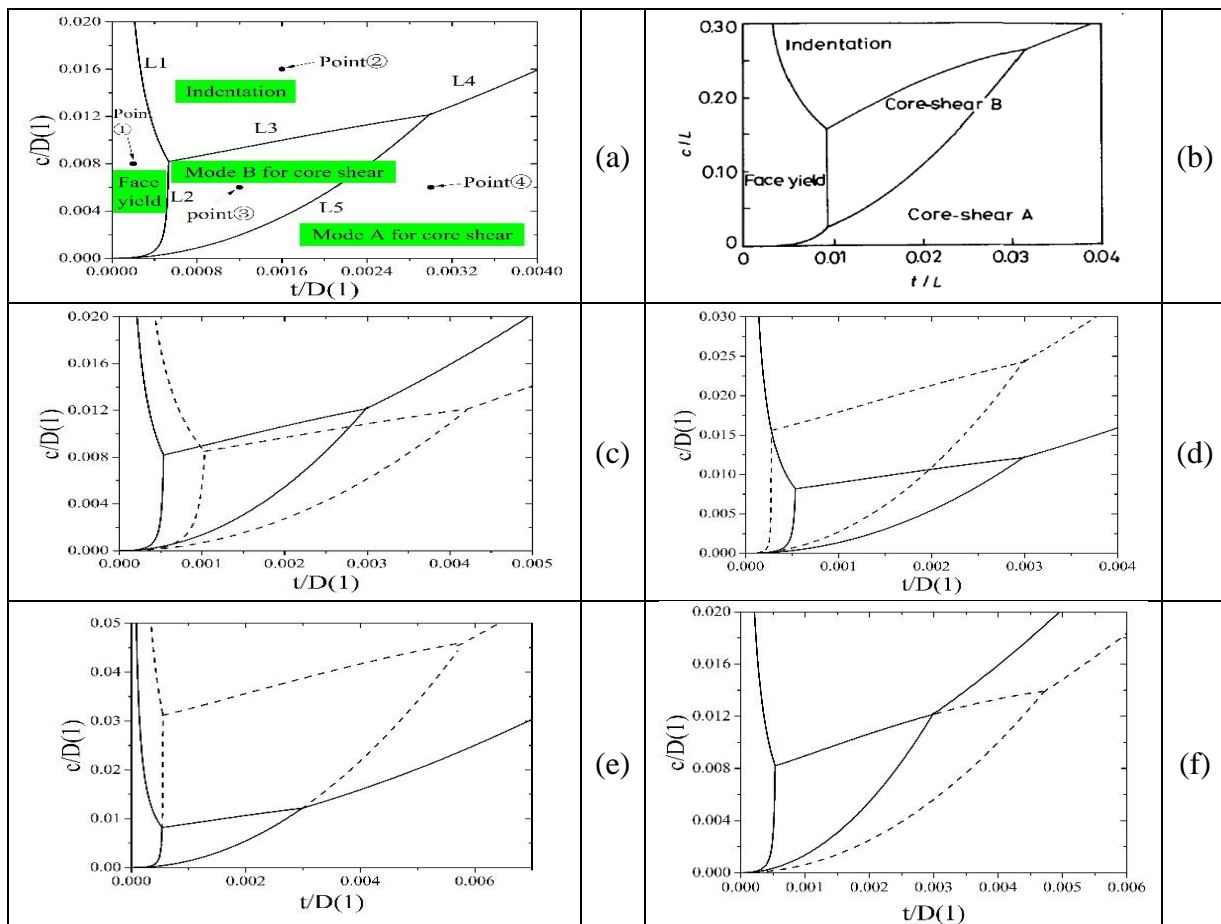 0.020
0.016
0.012
0.008
0.004
0.000
c/D(1)
L1
Point②
Indentation
L4
Point
①
L3
Face
yield
Mode B for core shear
L2
point③
Point④
L5
Mode A for core shear
0.0000 0.0008 0.0016 0.0024 0.0032 0.0040
t/D(1)
(a)
0.30
0.20
0.10
0
c/L
Indentation
Core-shear B
Face yield
Core-shear A
0 0.01 0.02 0.03 0.04
t/L
(b)
0.020
0.016
0.012
0.008
0.004
0.000
c/D(1)
0.000 0.001 0.002 0.003 0.004 0.005
t/D(1)
(c)
0.030
0.025
0.020
0.015
0.010
0.005
0.000
c/D(1)
0.000 0.001 0.002 0.003 0.004
t/D(1)
(d)
0.05
0.04
0.03
0.02
0.01
0.00
c/D(1)
0.000 0.002 0.004 0.006
t/D(1)
(e)
0.020
0.016
0.012
0.008
0.004
0.000
c/D(1)
0.000 0.001 0.002 0.003 0.004 0.005 0.006
t/D(1)
(f)